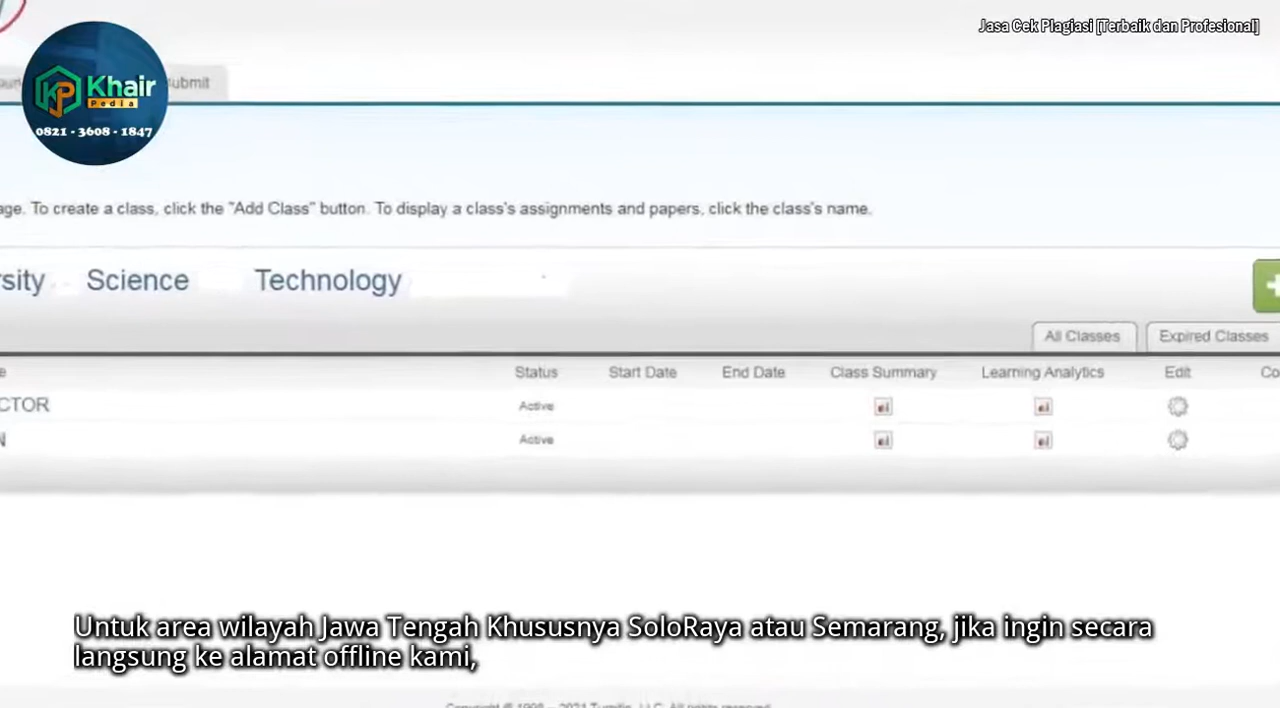 Jasa Cek Plagiasi [Terbaik dan Profesional]
ubmit
Khair
Pedia
0821 - 3608 - 1847
age. To create a class, click the "Add Class" button. To display a class's assignments and papers, click the class's name.
rsity Science Technology
All Classes Expired Classes
e Status Start Date End Date Class Summary Learning Analytics Edit Co
CTOR Active
N Active
Untuk area wilayah Jawa Tengah Khususnya SoloRaya atau Semarang, jika ingin secara
langsung ke alamat offline kami,